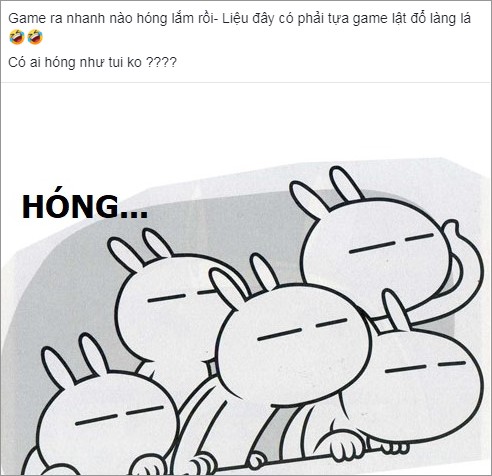 Game ra nhanh nào hóng lắm rồi- Liệu đây có phải tựa game lật đổ làng lá
🤣🤣
Có ai hóng như tui ko ????
HÓNG...